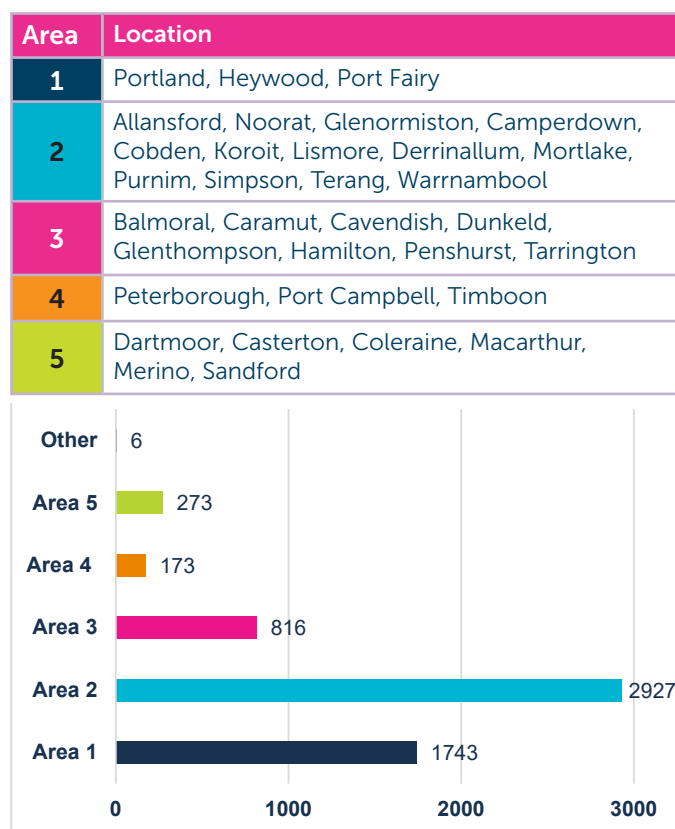 Area Location
1 Portland, Heywood, Port Fairy
Allansford, Noorat, Glenormiston, Camperdown,
2 Cobden, Koroit, Lismore, Derrinallum, Mortlake,
Purnim, Simpson, Terang, Warrnambool
3 Balmoral, Caramut, Cavendish, Dunkeld,
Glenthompson, Hamilton, Penshurst, Tarrington
4 Peterborough, Port Campbell, Timboon
5 Dartmoor, Casterton, Coleraine, Macarthur,
Merino, Sandford
Other 6
Area 5 273
Area 4 173
Area 3 816
Area 2 2927
Area 1 1743
0 1000 2000 3000